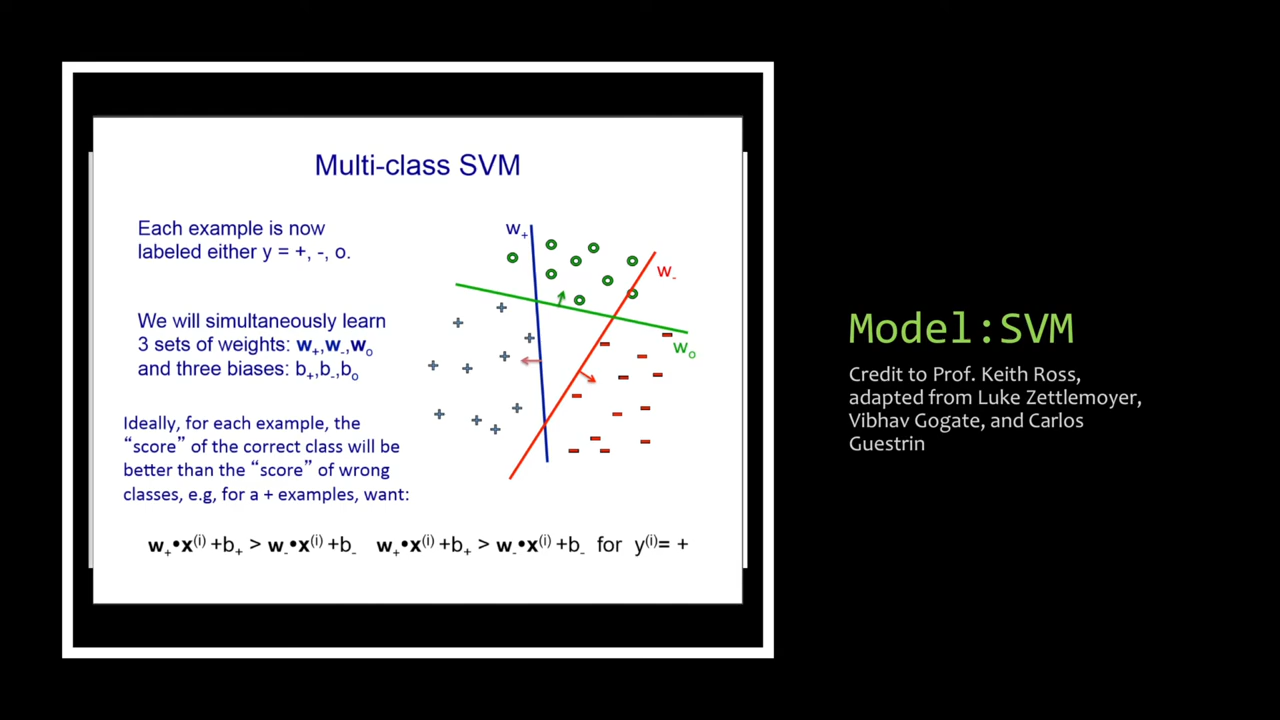 Multi-class SVM
Each example is now
labeled either y = +, -, o.
We will simultaneously learn
3 sets of weights: w₊,w₋,wₒ
and three biases: b₊,b₋,bₒ
Ideally, for each example, the
“score” of the correct class will be
better than the “score” of wrong
classes, e.g, for a + examples, want:
w₊
w₋
wₒ
w₊•x⁽ⁱ⁾ +b₊ > w₋•x⁽ⁱ⁾ +b₋ w₊•x⁽ⁱ⁾ +b₊ > w₋•x⁽ⁱ⁾ +b₋ for y⁽ⁱ⁾= +
Model:SVM
Credit to Prof. Keith Ross,
adapted from Luke Zettlemoyer,
Vibhav Gogate, and Carlos
Guestrin